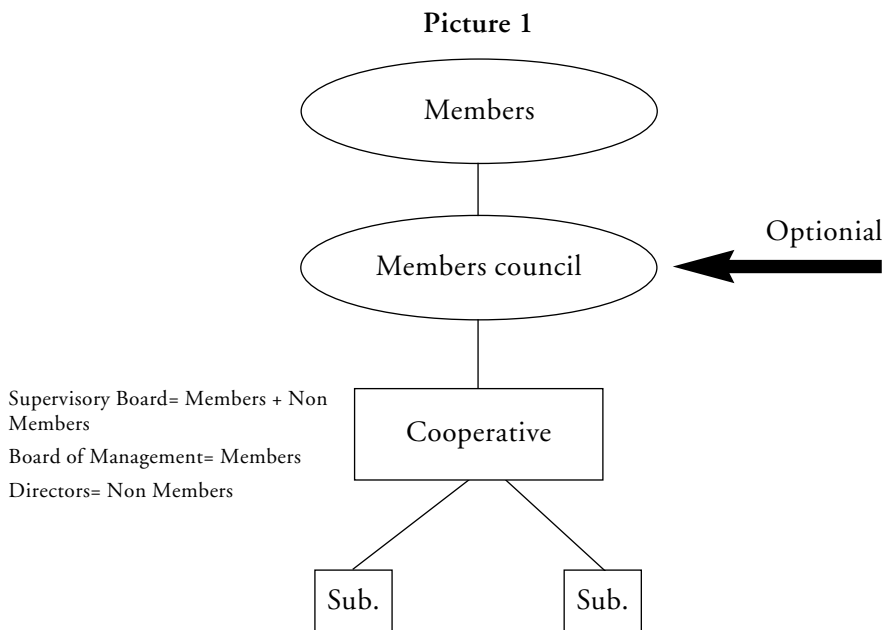 Picture 1
Members
Optionial
Members council
Supervisory Board= Members + Non
Members
Board of Management= Members
Directors= Non Members
Cooperative
Sub.
Sub.